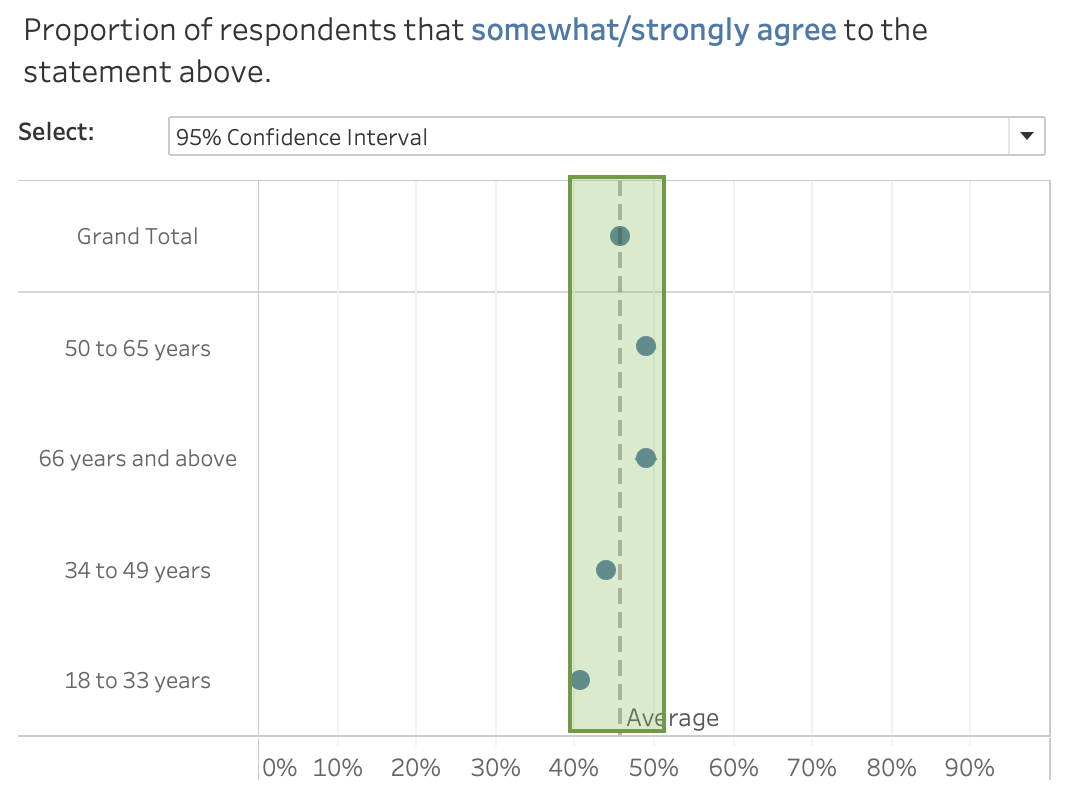 Proportion of respondents that somewhat/strongly agree to the
statement above.
Select:
95% Confidence Interval
Grand Total
50 to 65 years
66 years and above
34 to 49 years
18 to 33 years
Average
0% 10% 20% 30% 40% 50% 60% 70% 80% 90%